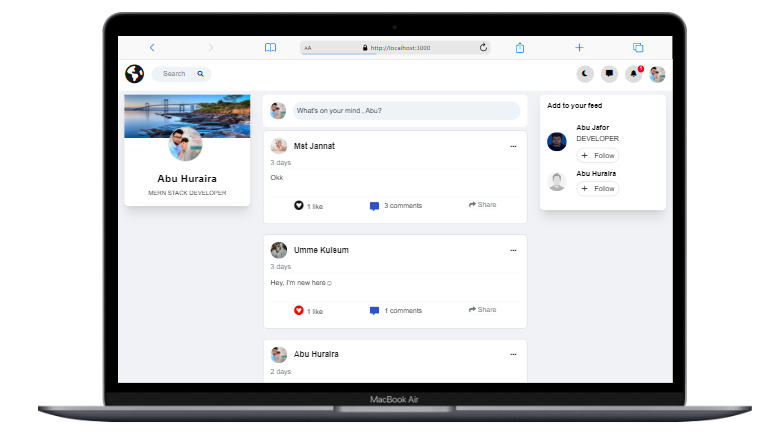 AA
http://localhost:3000
Search
What's on your mind , Abu?
Abu Huraira
MERN STACK DEVELOPER
Mst Jannat
3 days
Okk
1 like
3 comments
Share
Umme Kulsum
3 days
Hey, I'm new here☺
1 like
1 comments
Share
Abu Huraira
2 days
Add to your feed
Abu Jafor
DEVELOPER
+ Follow
Abu Huraira
+ Follow
MacBook Air